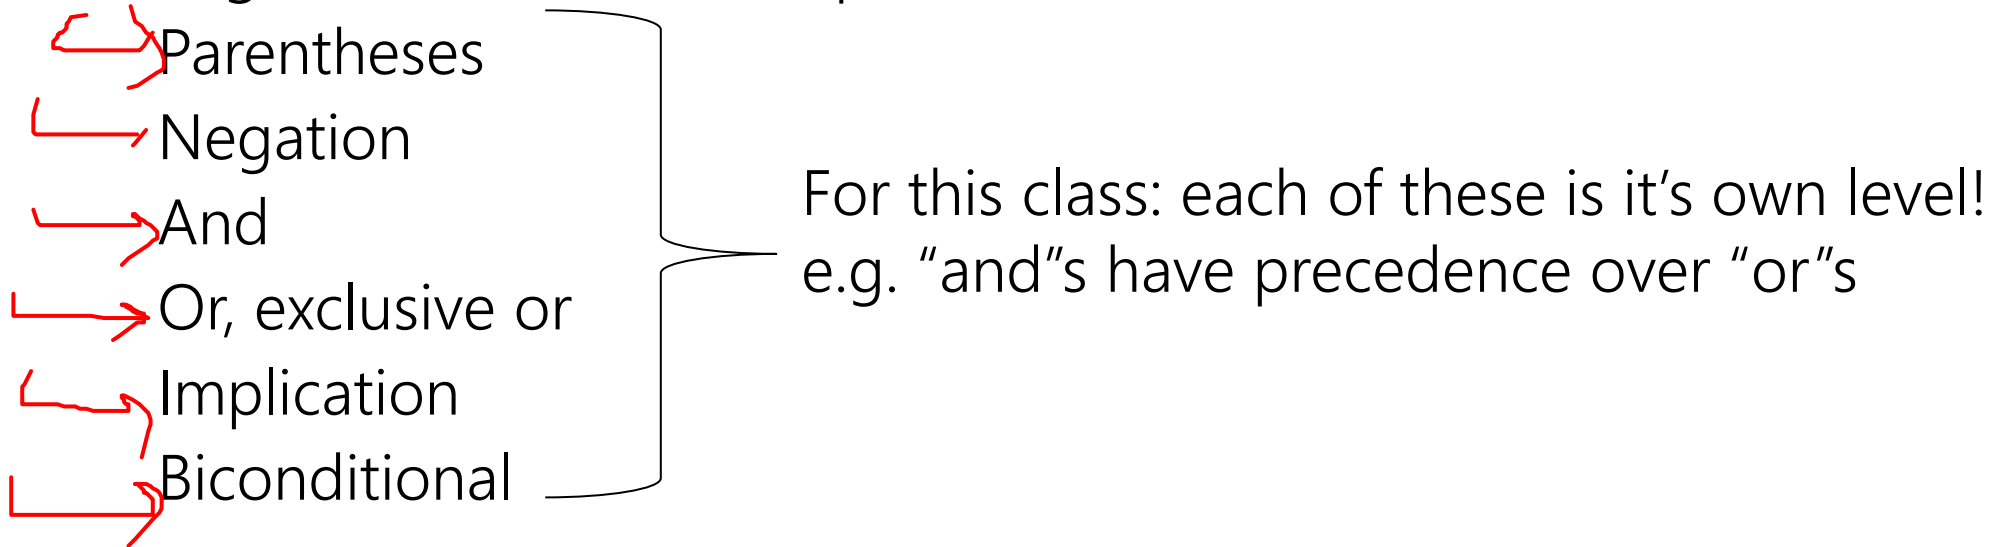 Parentheses
Negation
And
Or, exclusive or
Implication
Biconditional
For this class: each of these is it’s own level!
e.g. “and”s have precedence over “or”s